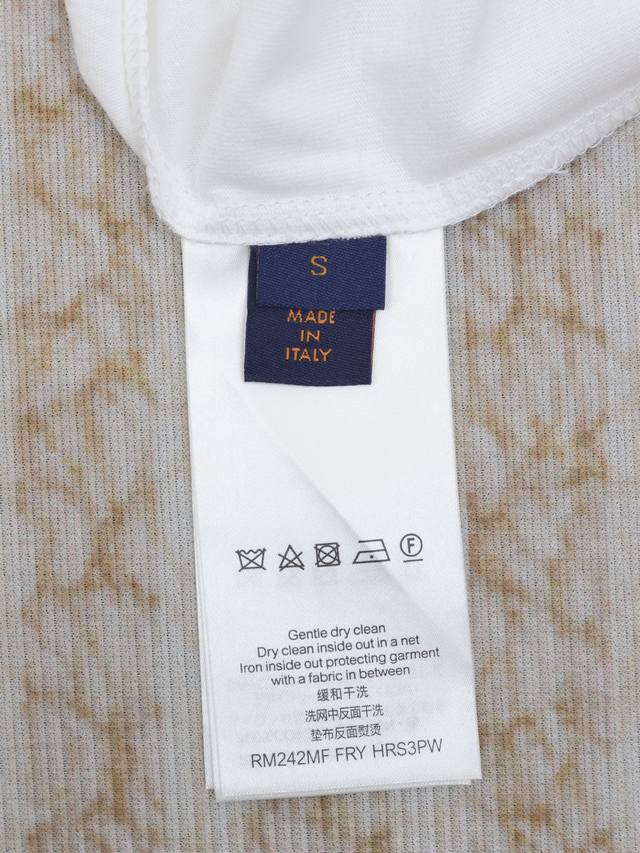 S
MADE
IN
ITALY
F
Gentle dry clean
Dry clean inside out in a net
Iron inside out protecting garment
with a fabric in between
缓和干洗
洗网中反面干洗
垫布反面熨烫
RM242MF FRY HRS3PW